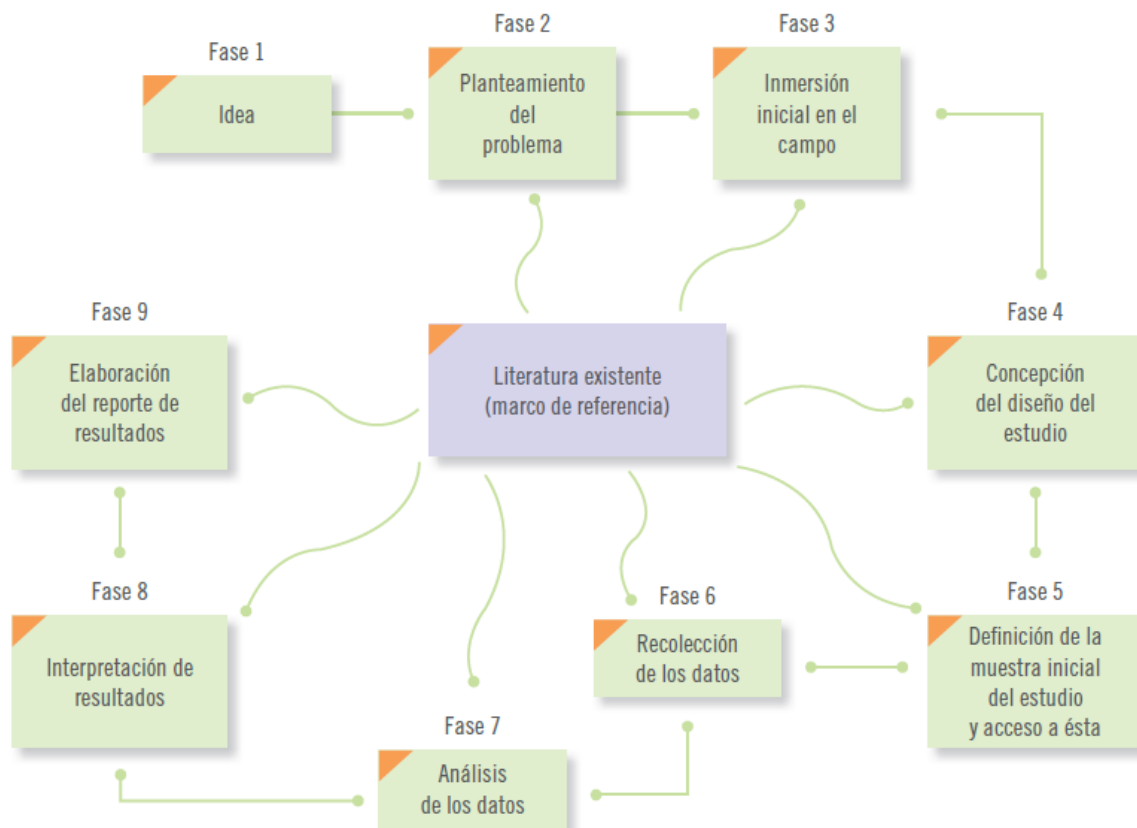 Fase 1
Idea
Fase 2
Planteamiento
del
problema
Fase 3
Inmersión
inicial en el
campo
Fase 4
Concepción
del diseño del
estudio
Fase 5
Definición de la
muestra inicial
del estudio
y acceso a ésta
Fase 6
Recolección
de los datos
Fase 7
Análisis
de los datos
Fase 8
Interpretación de
resultados
Fase 9
Elaboración
del reporte de
resultados
Literatura existente
(marco de referencia)